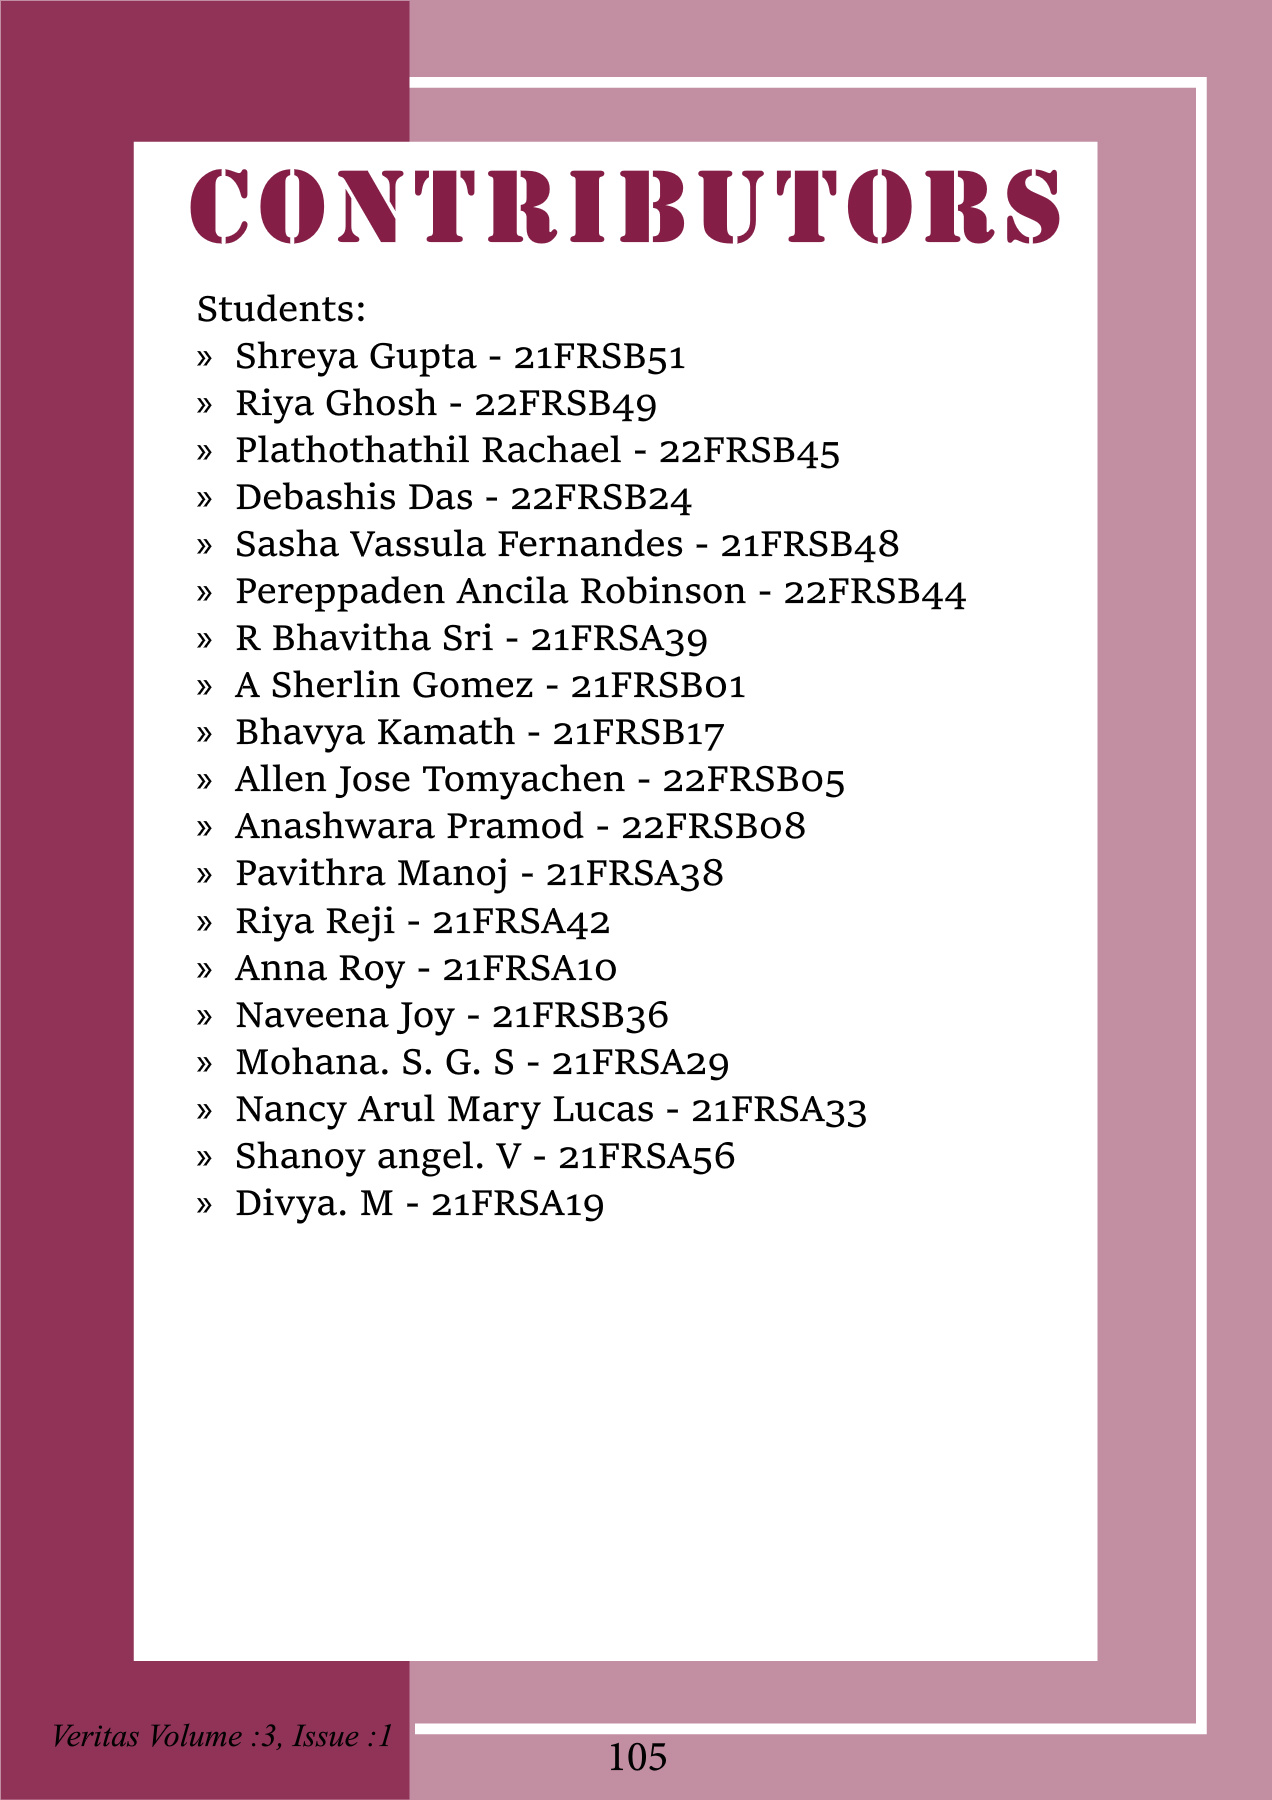 CONTRIBUTORS
Students:
» Shreya Gupta - 21FRSB51
» Riya Ghosh - 22FRSB49
» Plathothathil Rachael - 22FRSB45
» Debashis Das - 22FRSB24
» Sasha Vassula Fernandes - 21FRSB48
» Pereppaden Ancila Robinson - 22FRSB44
» R Bhavitha Sri - 21FRSA39
» A Sherlin Gomez - 21FRSB01
» Bhavya Kamath - 21FRSB17
» Allen Jose Tomyachen - 22FRSB05
» Anashwara Pramod - 22FRSB08
» Pavithra Manoj - 21FRSA38
» Riya Reji - 21FRSA42
» Anna Roy - 21FRSA10
» Naveena Joy - 21FRSB36
» Mohana. S. G. S - 21FRSA29
» Nancy Arul Mary Lucas - 21FRSA33
» Shanoy angel. V - 21FRSA56
» Divya. M - 21FRSA19
Veritas Volume :3, Issue :1
105